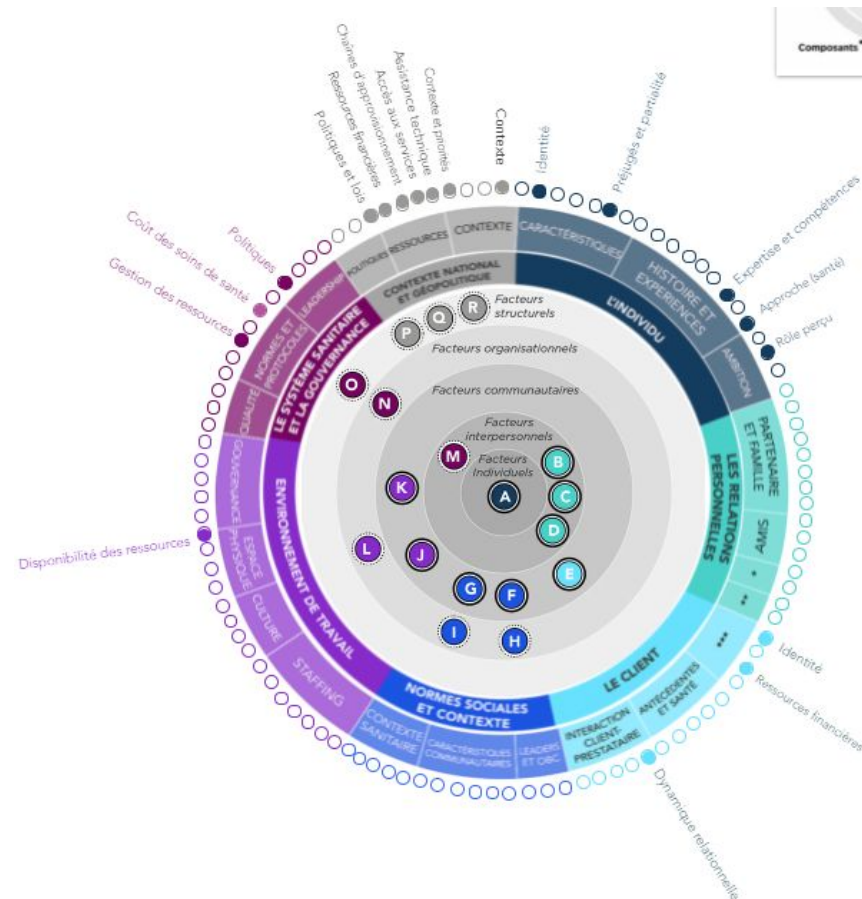 Composants
Politiques et lois
Ressources financières
Chaînes d'approvisionnement
Accès aux services
Assistance technique
Contexte et priorités
Contexte
Identité
Préjugés et partialité
Expertise et compétences
Approche (santé)
Rôle perçu
Politiques
Coût des soins de santé
Gestion des ressources
Disponibilité des ressources
Identité
Ressources financières
Dynamique relationnelle
POLITIQUES
RESSOURCES
CONTEXTE
CARACTÉRISTIQUES
HISTOIRE ET
EXPERIENCES
AMBITION
PARTENAIRE
ET FAMILLE
AMIS
*
**
***
ANTÉCÉDENTES
ET SANTÉ
INTERACTION
CLIENT-
PRESTATAIRE
LEADERS
ET OBC
CARACTÉRISTIQUES
COMMUNAUTAIRES
CONTEXTE
SANITAIRE
STAFFING
CULTURE
ESPACE
PHYSIQUE
GOUVERNANCE
QUALITÉ
NORMES ET
PROTOCOLES
LEADERSHIP
CONTEXTE NATIONAL
ET GÉOPOLITIQUE
L'INDIVIDU
LES RELATIONS
PERSONNELLES
LE CLIENT
NORMES SOCIALES
ET CONTEXTE
ENVIRONNEMENT DE TRAVAIL
LE SYSTÈME SANITAIRE
ET LA GOUVERNANCE
Facteurs
structurels
Facteurs organisationnels
Facteurs communautaires
Facteurs
interpersonnels
Facteurs
Individuels
R
Q
P
O
N
M
B
K
A
C
D
L
J
E
G
F
I
H